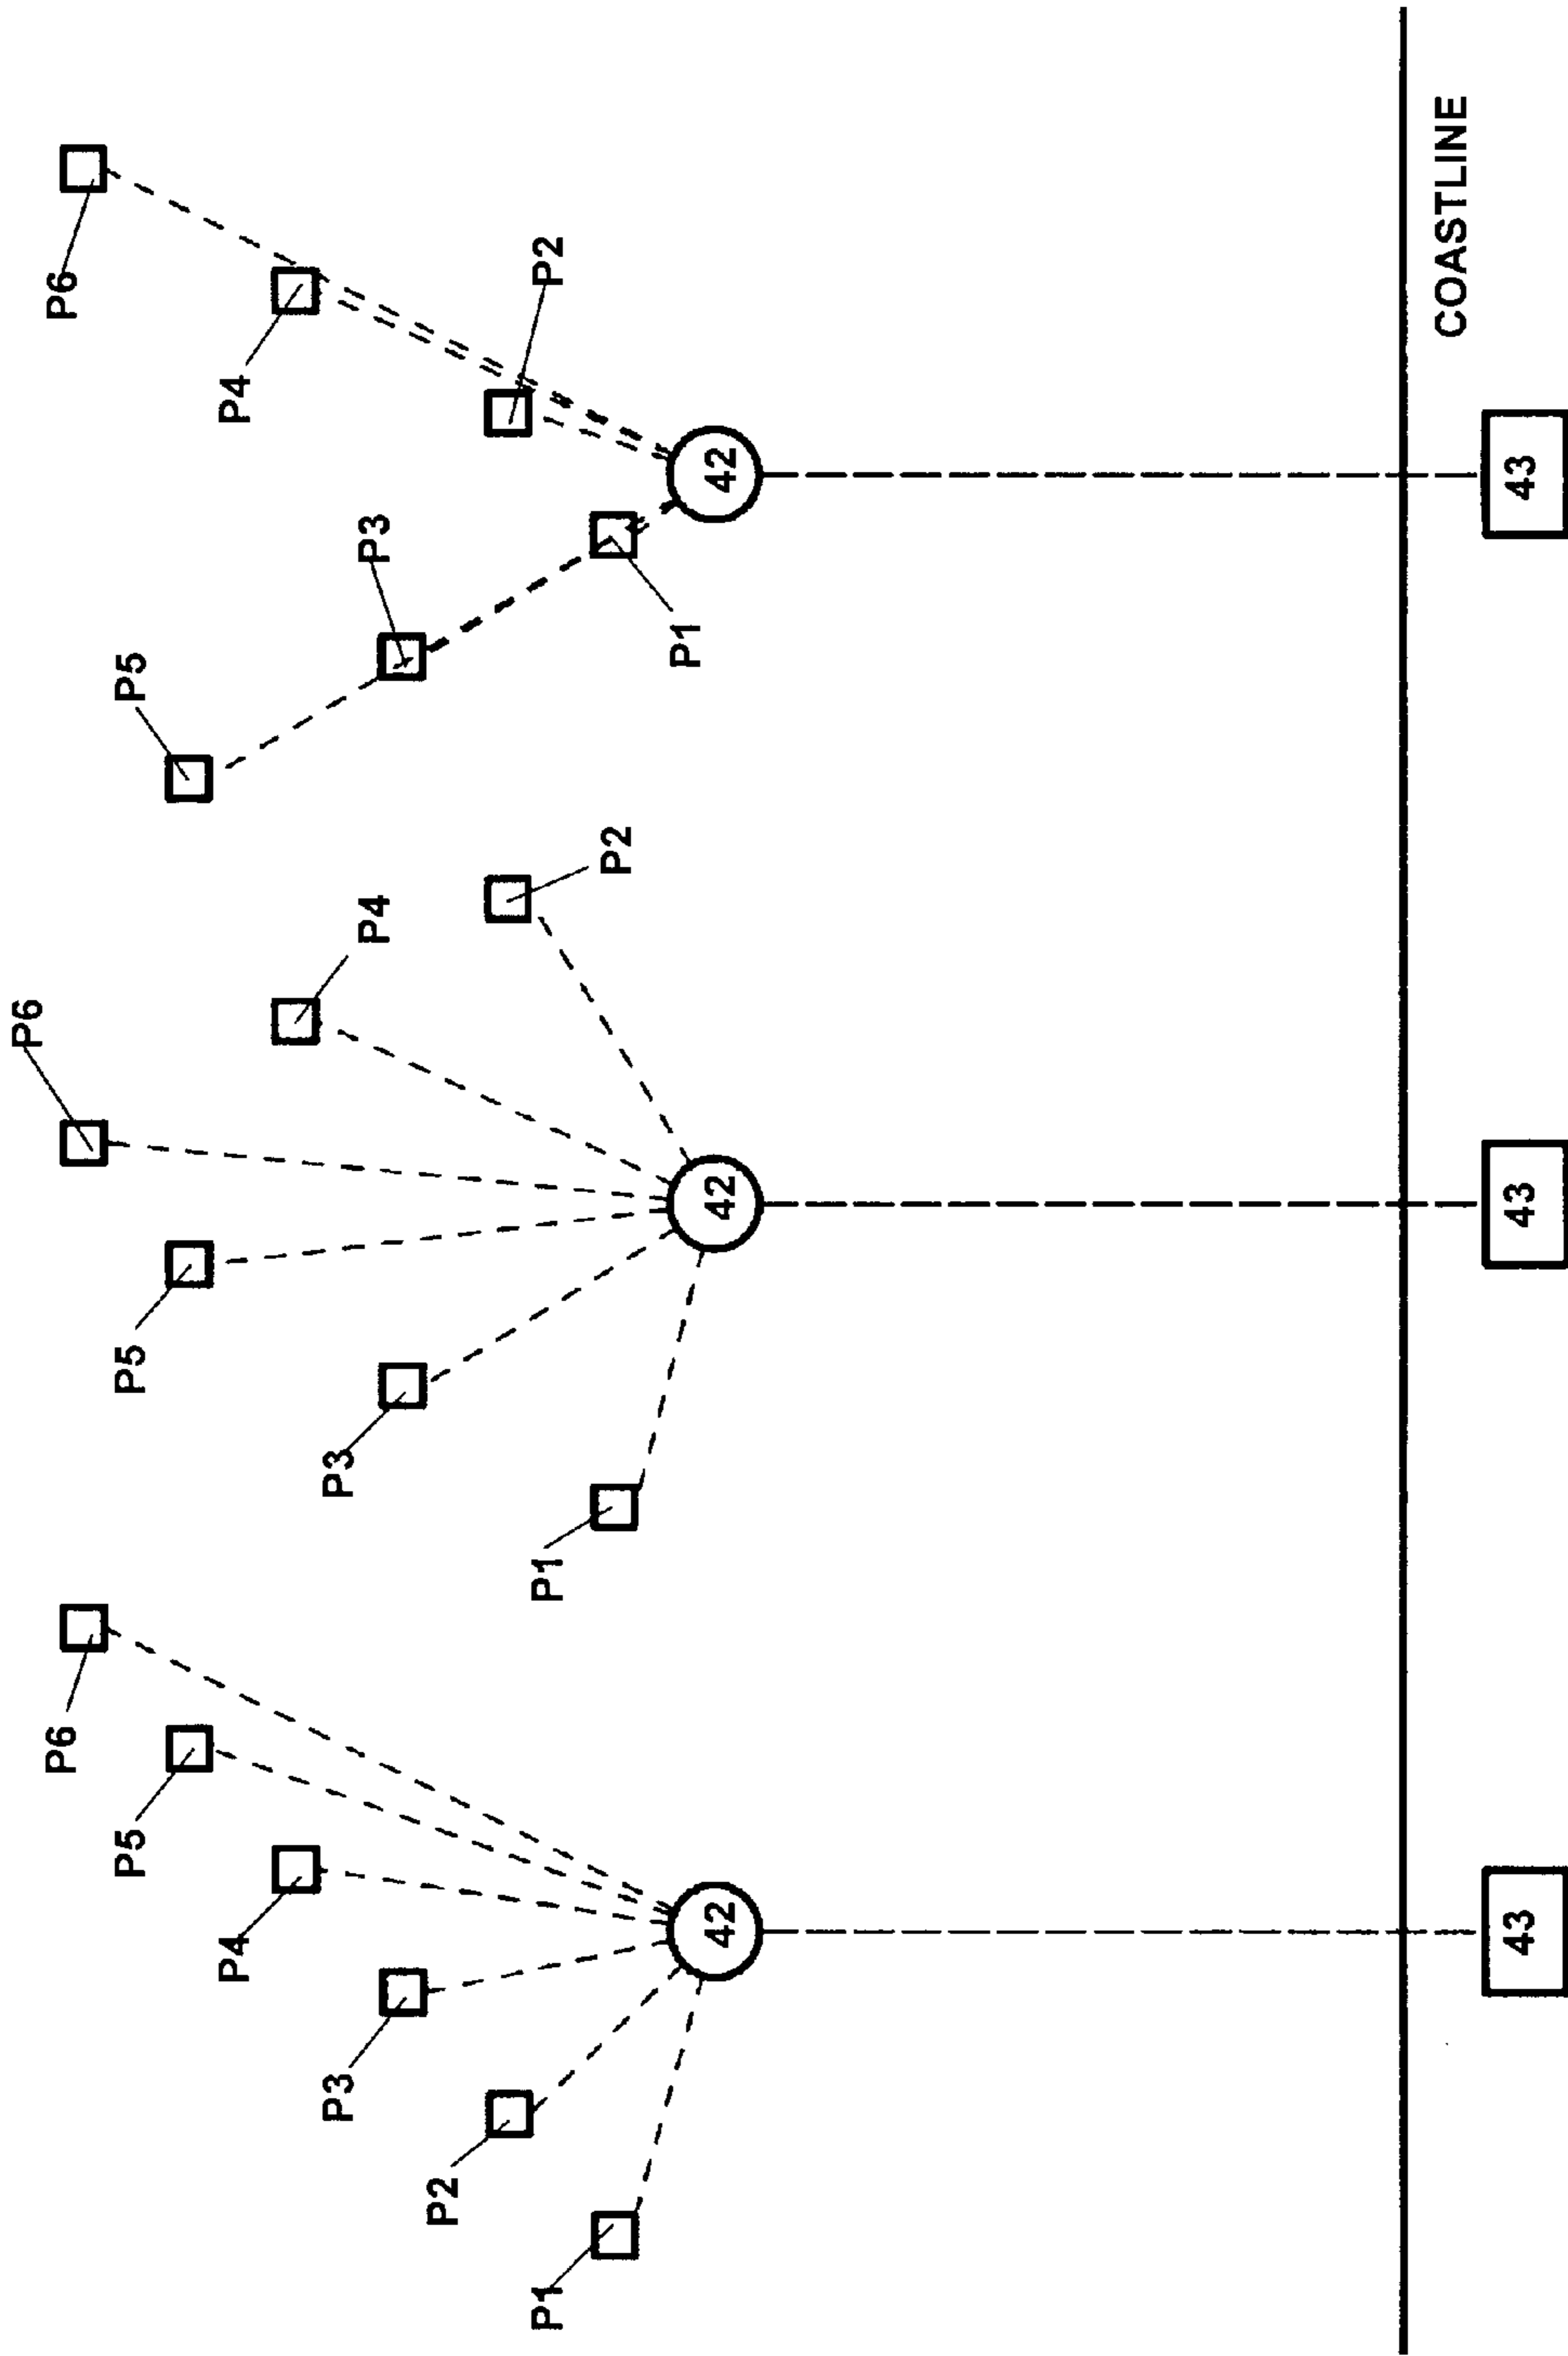 P6
P6 P6
P5 P5 P5
P4 P4
P3 P3
P4 P3
P2
P1 P1 P2
P2
P1
42 42 42
COASTLINE
43 43 43